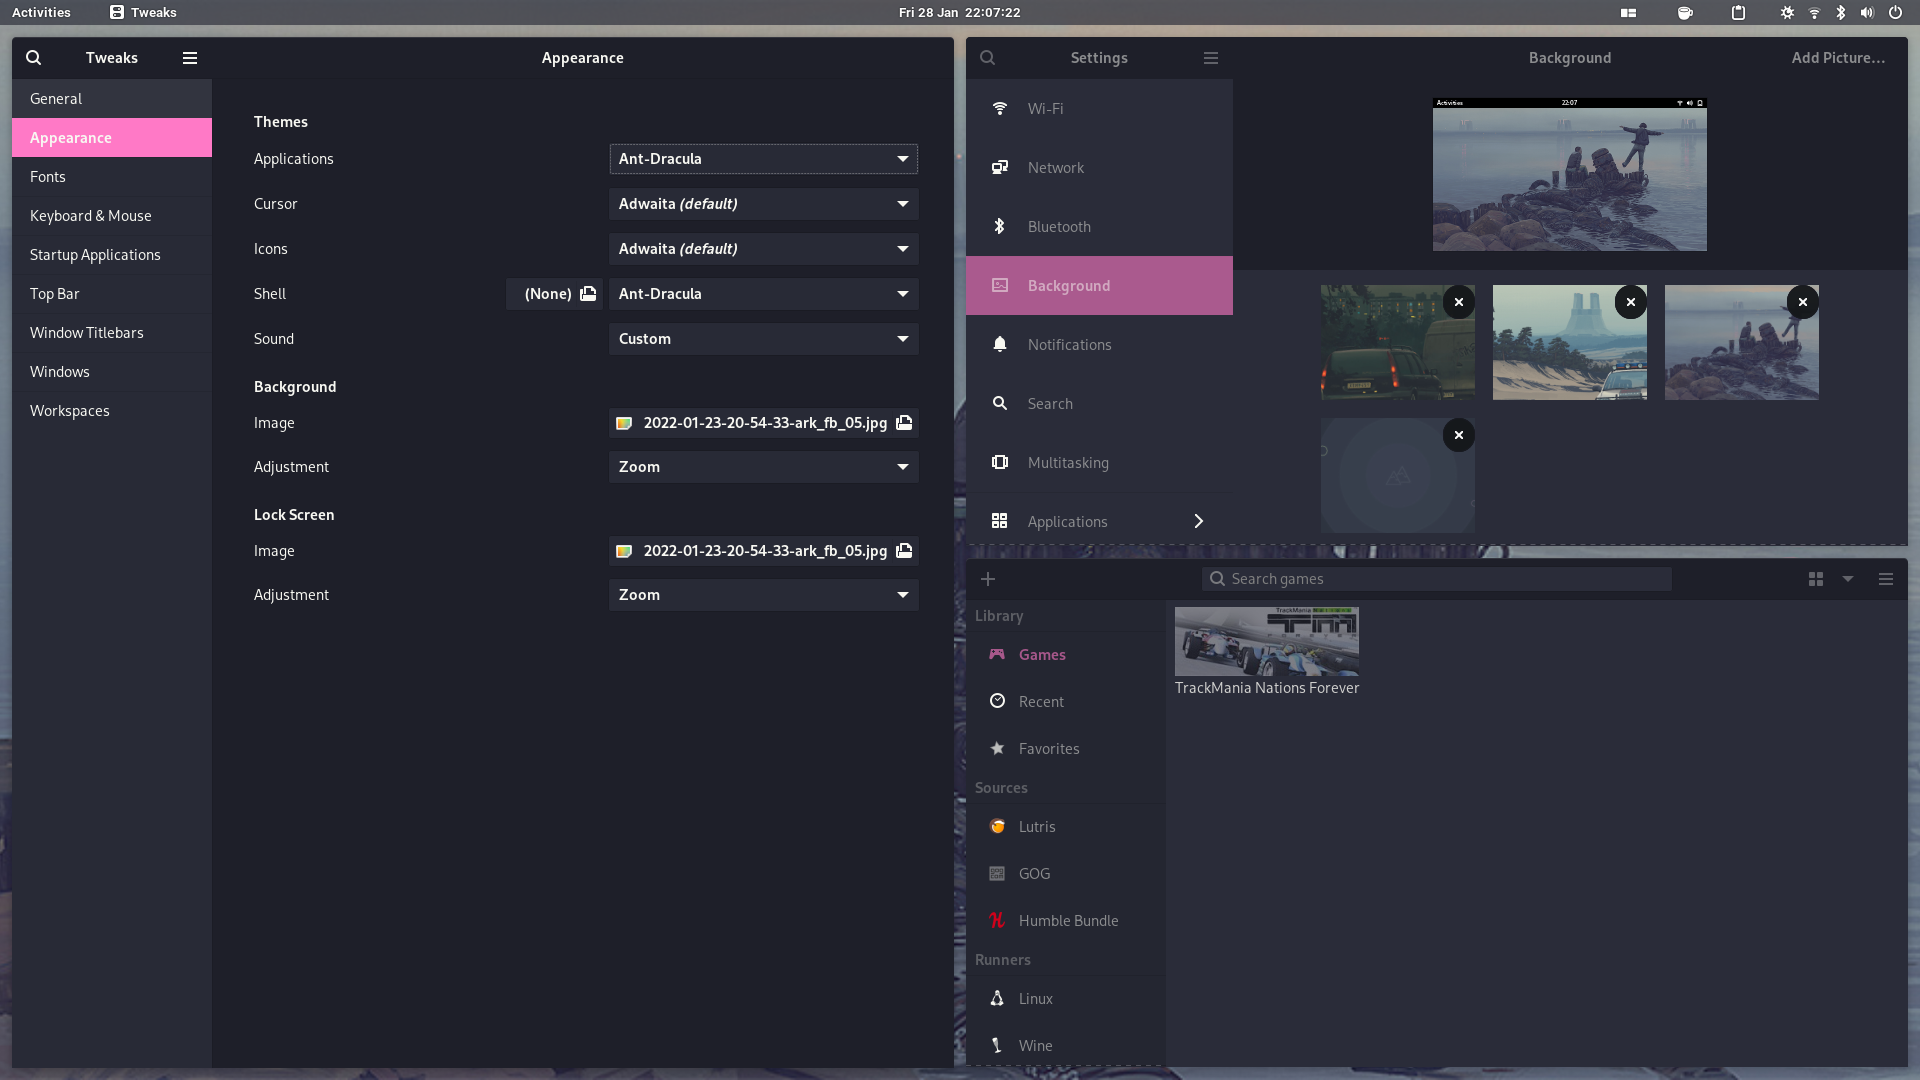 Activities
Tweaks
Fri 28 Jan 22:07:22
Tweaks
Appearance
General
Appearance
Fonts
Keyboard & Mouse
Startup Applications
Top Bar
Window Titlebars
Windows
Workspaces
Themes
Applications
Ant-Dracula
Cursor
Adwaita (default)
Icons
Adwaita (default)
Shell
(None)
Ant-Dracula
Sound
Custom
Background
Image
2022-01-23-20-54-33-ark_fb_05.jpg
Adjustment
Zoom
Lock Screen
Image
2022-01-23-20-54-33-ark_fb_05.jpg
Adjustment
Zoom
Settings
Background
Add Picture...
Wi-Fi
Network
Bluetooth
Background
Notifications
Search
Multitasking
Applications
Activities
22:07
Search games
Library
Games
Recent
Favorites
Sources
Lutris
GOG
Humble Bundle
Runners
Linux
Wine
TrackMania
TrackMania Nations Forever